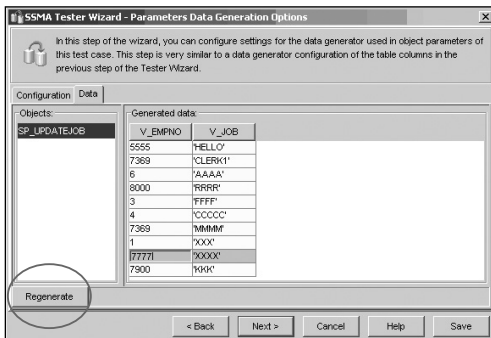 SSMA Tester Wizard - Parameters Data Generation Options
In this step of the wizard, you can configure settings for the data generator used in object parameters of
this test case. This step is very similar to a data generator configuration of the table columns in the
previous step of the Tester Wizard.
Configuration Data
Objects:
SP_UPDATEJOB
Generated data:
V_EMPNO V_JOB
5555 'HELLO'
7369 'CLERK1'
6 'AAAA'
8000 'RRRR'
3 'FFFF'
4 'CCCCC'
7369 'MMMM'
1 'XXX'
7777 'XXXX'
7900 'KKK'
Regenerate
< Back Next > Cancel Help Save